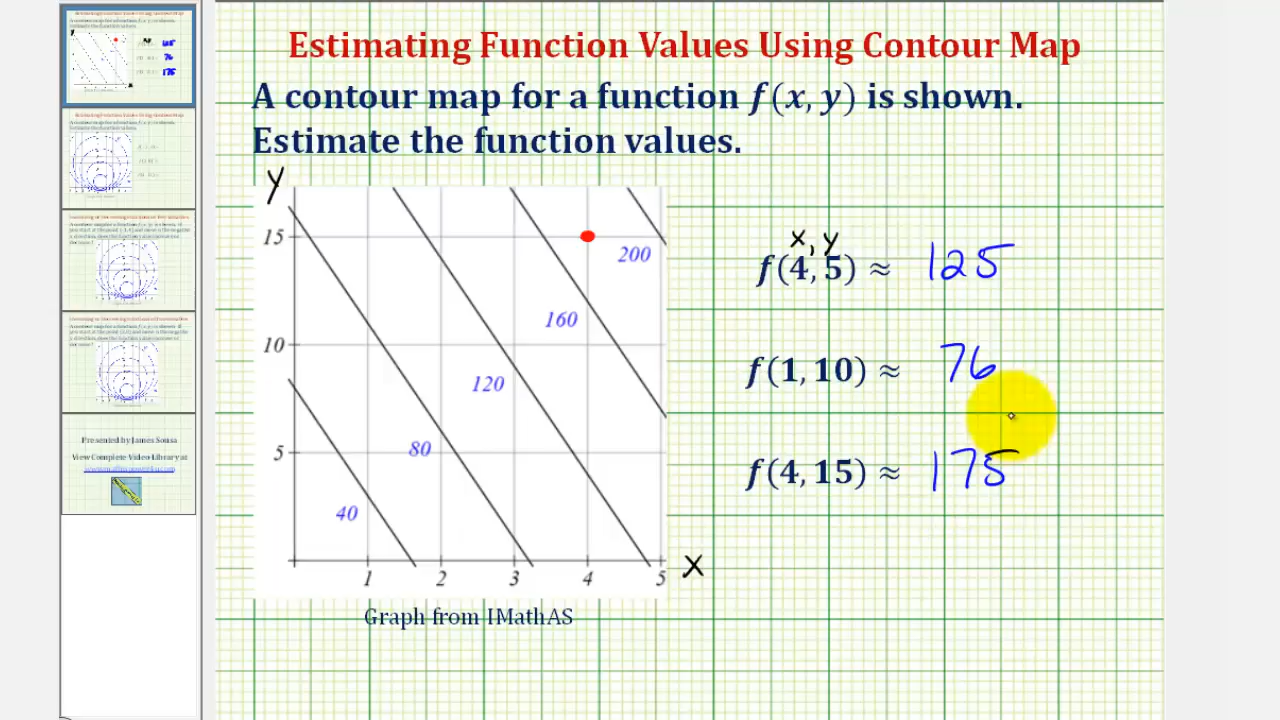 Estimating Function Values Using Contour Map
A contour map for a function f(x, y) is shown.
Estimate the function values.
y
15
10
5
200
160
120
80
40
1 2 3 4 5 x
Graph from IMathAS
x, y
f(4, 5) ≈ 125
f(1, 10) ≈ 76
f(4, 15) ≈ 175
Presented by James Sousa
View Complete Video Library at